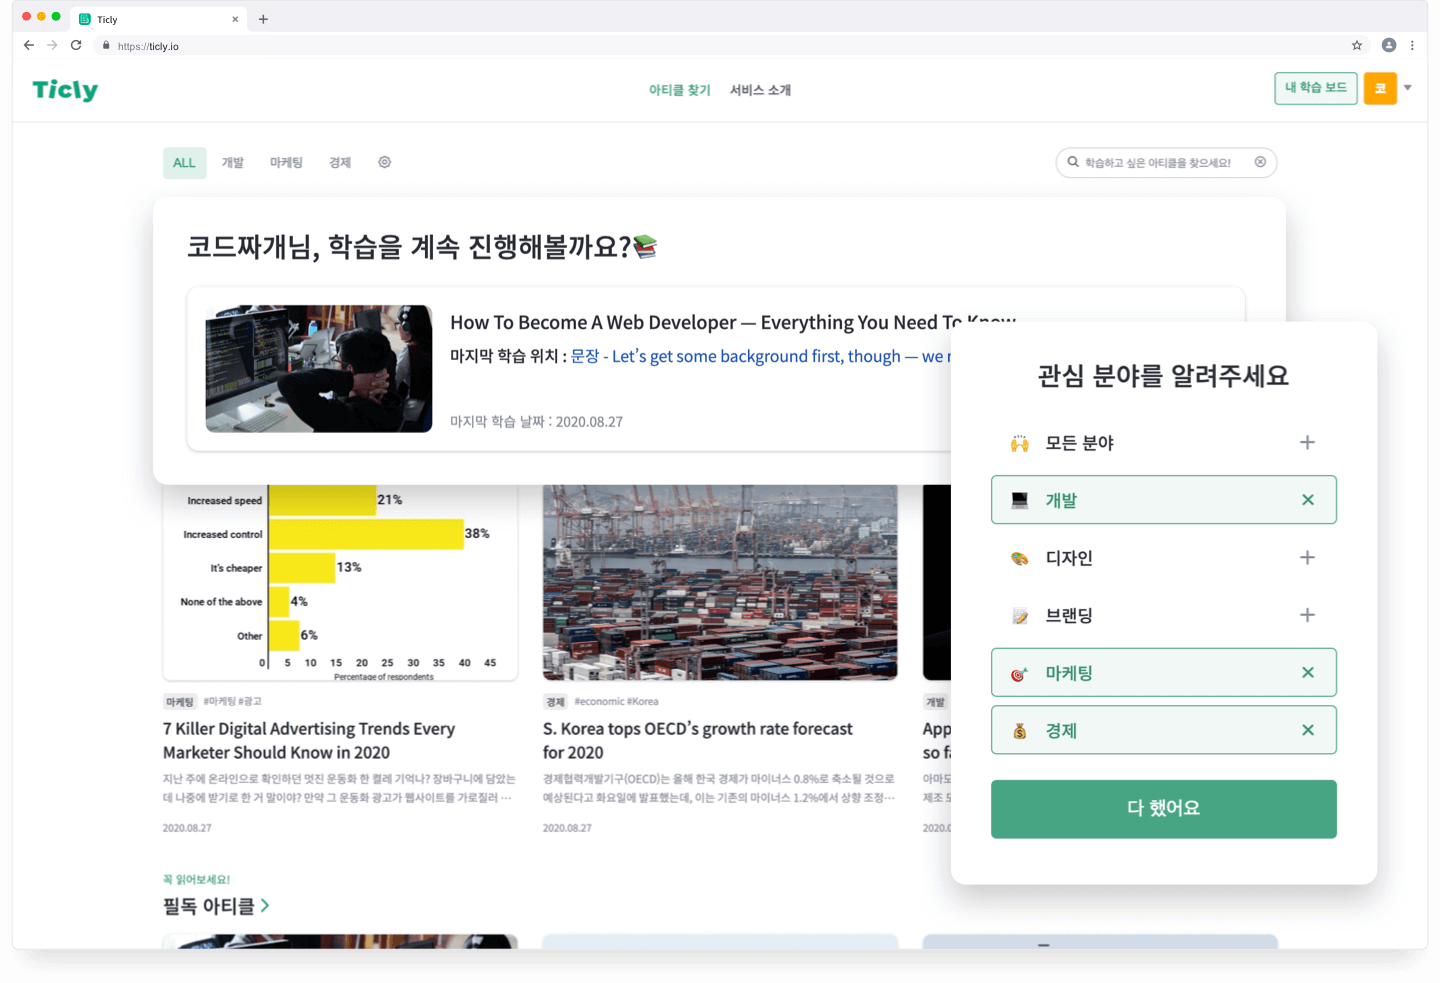 Ticly
https://ticly.io
Ticly
아티클 찾기
서비스 소개
내 학습 보드
코
ALL
개발
마케팅
경제
학습하고 싶은 아티클을 찾으세요!
코드짜개님, 학습을 계속 진행해볼까요?
How To Become A Web Developer — Everything You Need To Know
마지막 학습 위치 : 문장 - Let's get some background first, though — we
마지막 학습 날짜 : 2020.08.27
관심 분야를 알려주세요
모든 분야
개발
디자인
브랜딩
마케팅
경제
다 했어요
Increased speed 21%
Increased control 38%
It's cheaper 13%
None of the above 4%
Other 6%
0 5 10 15 20 25 30 35 40 45
Percentage of respondents
마케팅 #마케팅 #광고
7 Killer Digital Advertising Trends Every
Marketer Should Know in 2020
지난 주에 온라인으로 확인하던 멋진 운동화 한 켤레 기억나? 장바구니에 담았는
데 나중에 받기로 한 거 말이야? 만약 그 운동화 광고가 웹사이트를 가로질러 …
2020.08.27
경제 #economic #Korea
S. Korea tops OECD's growth rate forecast
for 2020
경제협력개발기구(OECD)는 올해 한국 경제가 마이너스 0.8%로 축소될 것으로
예상된다고 화요일에 발표했는데, 이는 기존의 마이너스 1.2%에서 상향 조정…
2020.08.27
개발
App
so f
아마도
제조
2020.0
꼭 읽어보세요!
필독 아티클